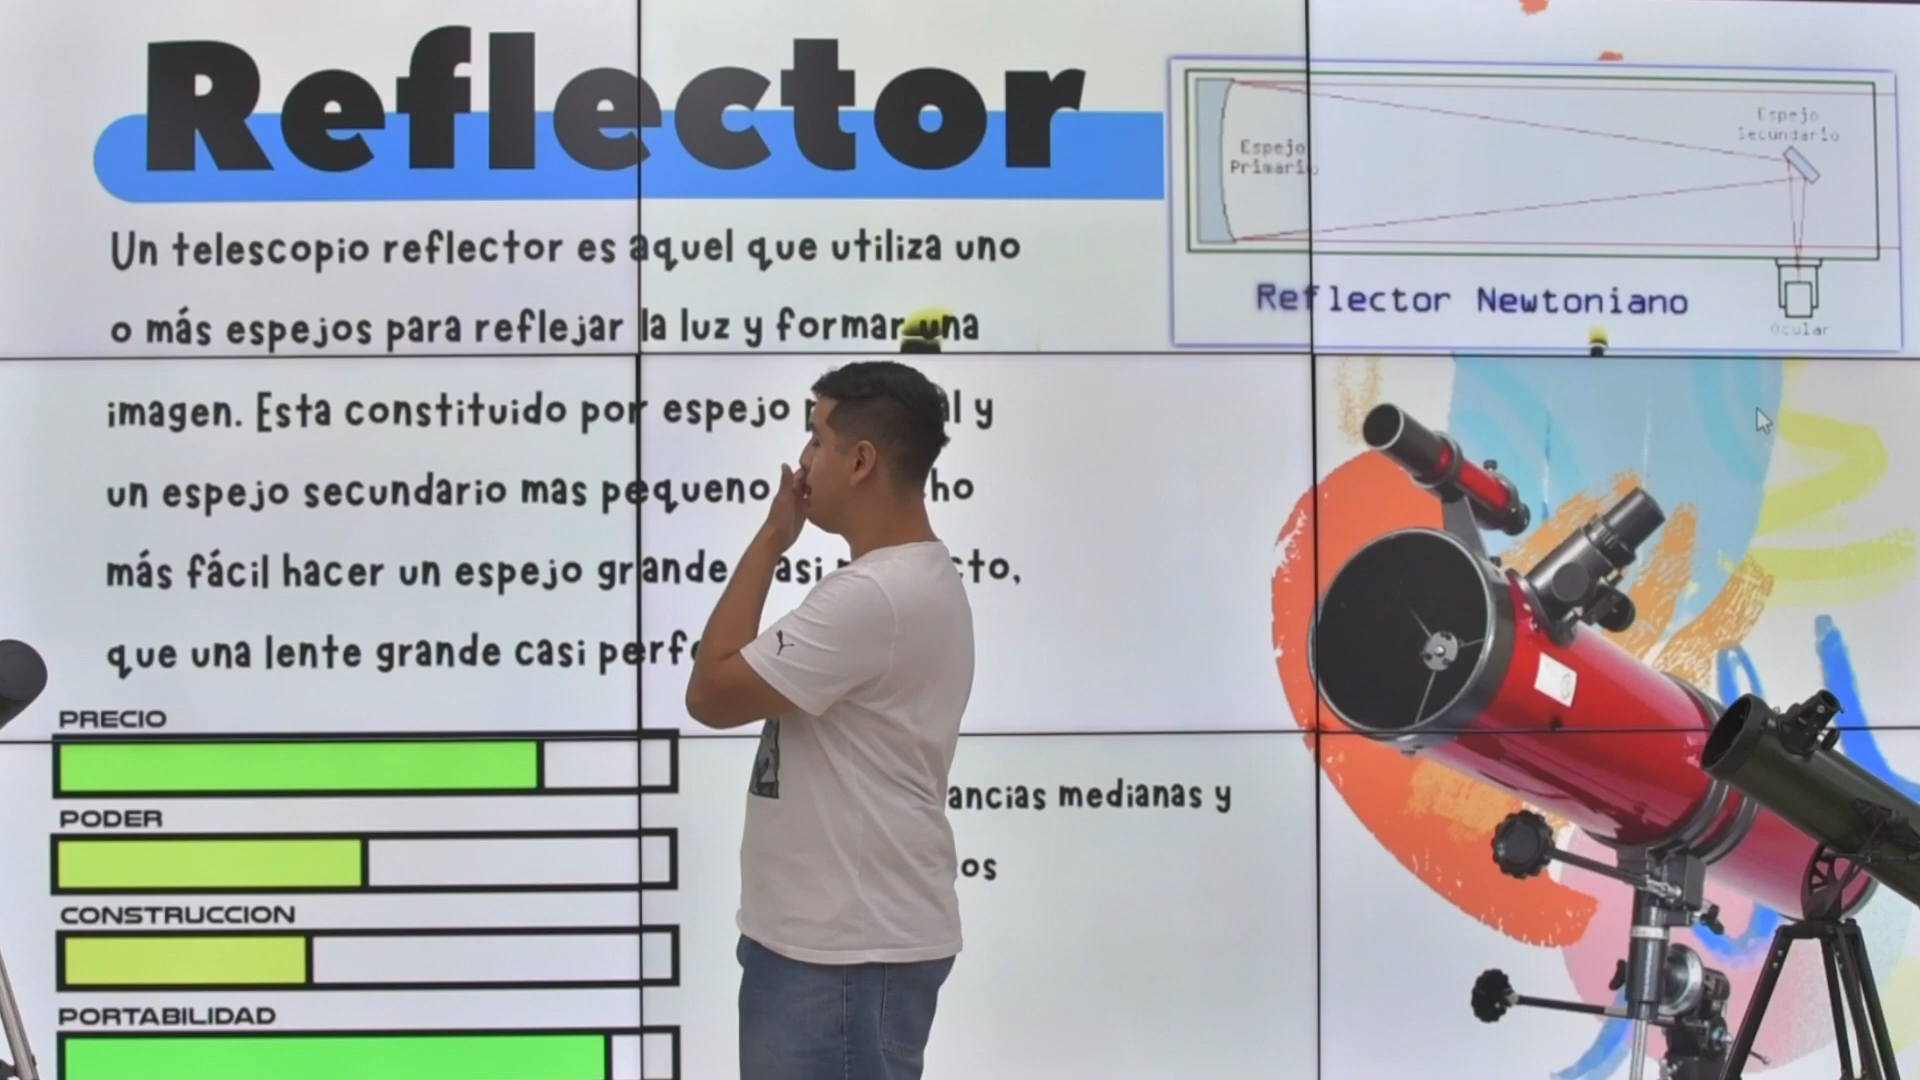 Reflector
Un telescopio reflector es aquel que utiliza uno
o más espejos para reflejar la luz y formar una
imagen. Esta constituido por espejo y
un espejo secundario mas pequeno
más fácil hacer un espejo grande
que una lente grande casi
medianas y
PRECIO
PODER
CONSTRUCCION
PORTABILIDAD
Espejo
Primario
Espejo
Secundario
Reflector Newtoniano
Ocular